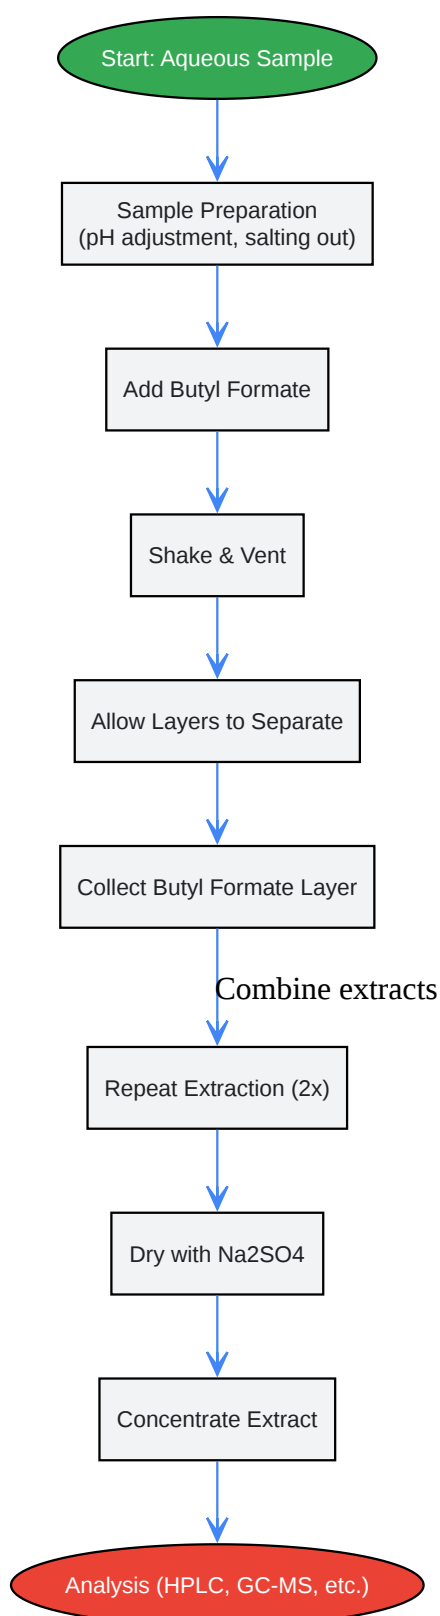 Start: Aqueous Sample
Sample Preparation
(pH adjustment, salting out)
Add Butyl Formate
Shake & Vent
Allow Layers to Separate
Collect Butyl Formate Layer
Combine extracts
Repeat Extraction (2x)
Dry with Na2SO4
Concentrate Extract
Analysis (HPLC, GC-MS, etc.)